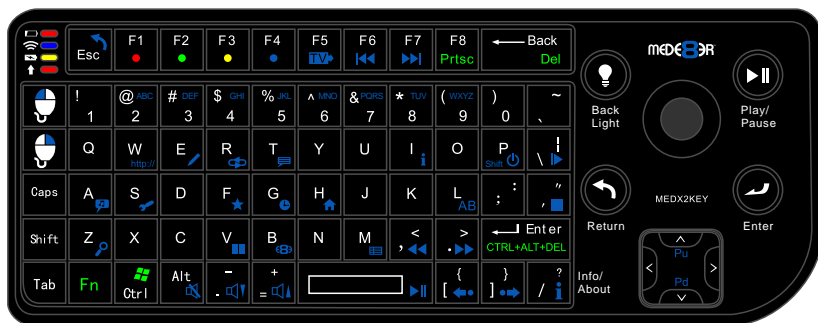 Esc F1 F2 F3 F4 F5 TV F6 F7 F8 Prtsc Back Del
MEDE8ER
! 1 @ ABC 2 # DEF 3 $ GHI 4 % JKL 5 ^ MNO 6 & PQRS 7 * TUV 8 ( WXYZ 9 ) 0 ~ `
Back Light
Play/ Pause
Q W http:// E R T Y U I i O P Shift \ ¦
Caps A S D F G H J K L AB ; : , "
Return
MEDX2KEY
Enter
Shift Z X C V B N M , < . > Enter CTRL+ALT+DEL
Tab Fn Ctrl Alt - . + = [ { ] } / ? i
Info/ About
Pu
Pd